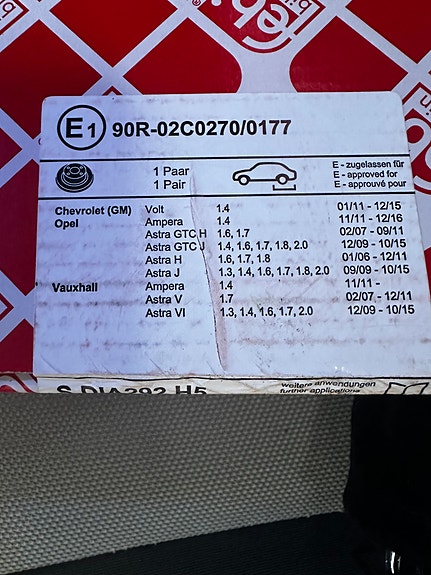 febi
bilstein
E1 90R-02C0270/0177
1 Paar
1 Pair
E - zugelassen für
E - approved for
E - approuvé pour
Chevrolet (GM) Volt 1.4 01/11 - 12/15
Opel Ampera 1.4 11/11 - 12/16
Astra GTC H 1.6, 1.7 02/07 - 09/11
Astra GTC J 1.4, 1.6, 1.7, 1.8, 2.0 12/09 - 10/15
Astra H 1.6, 1.7, 1.8 01/06 - 12/11
Astra J 1.3, 1.4, 1.6, 1.7, 1.8, 2.0 09/09 - 10/15
Vauxhall Ampera 1.4 11/11 -
Astra V 1.7 02/07 - 12/11
Astra VI 1.3, 1.4, 1.6, 1.7, 2.0 12/09 - 10/15
weitere anwendungen
further applications
S DIA292 H5